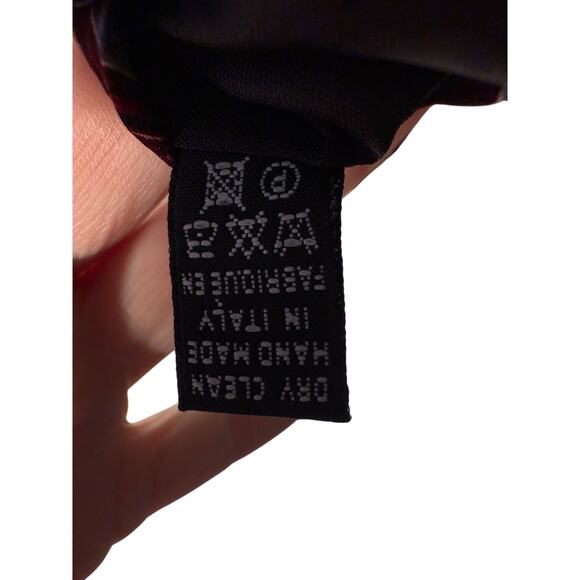 DRY CLEAN
HAND MADE
IN ITALY
FABRIQUE EN
P